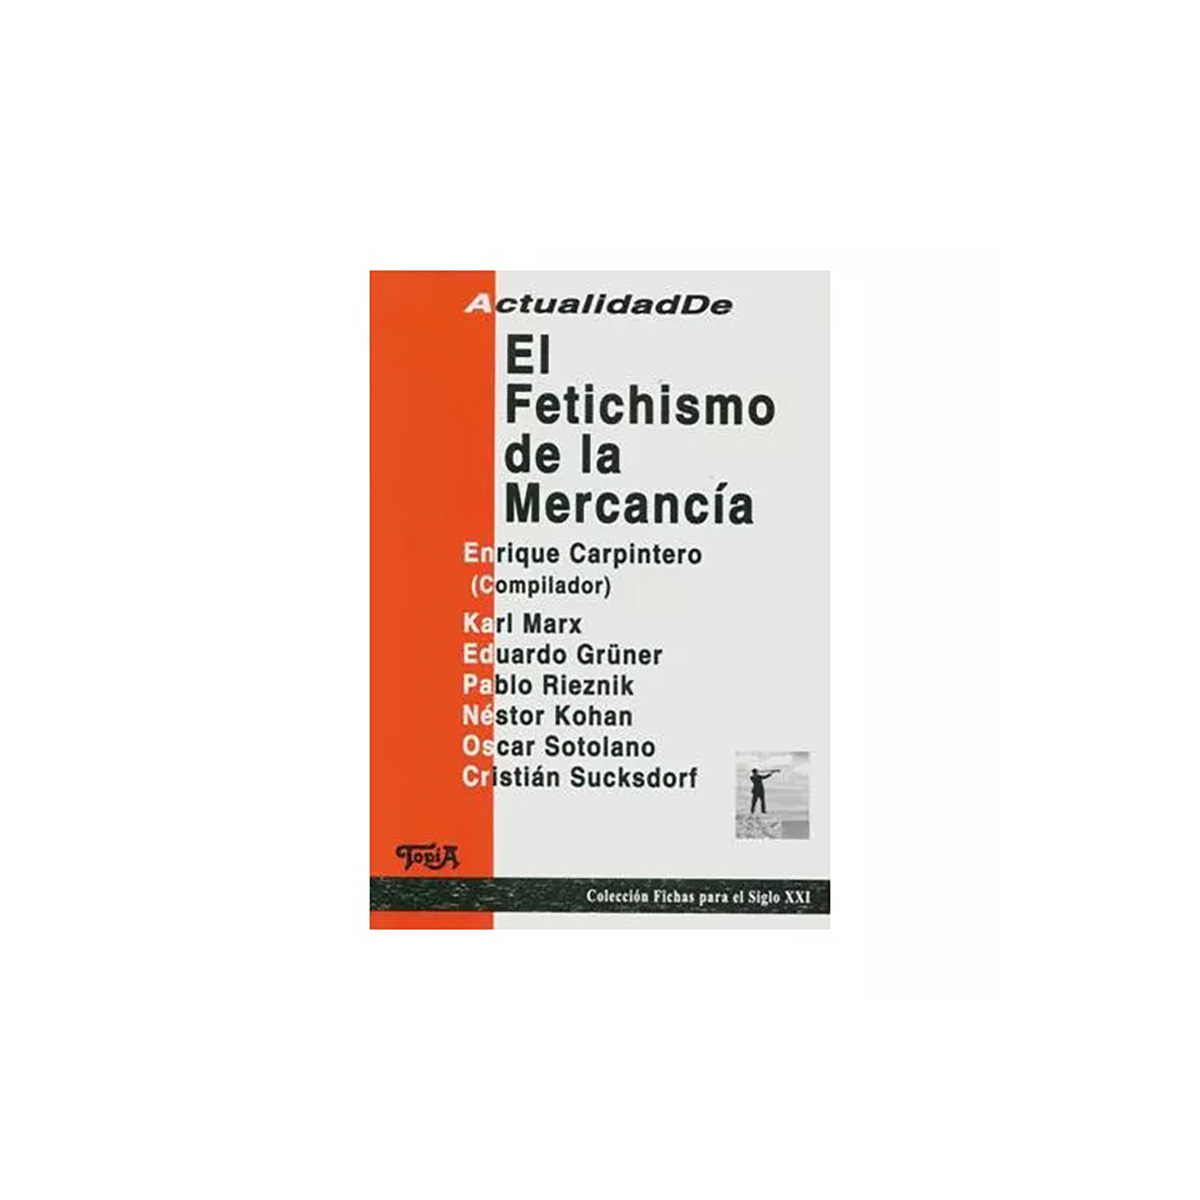 ActualidadDe
El
Fetichismo
de la
Mercancía
Enrique Carpintero
(Compilador)
Karl Marx
Eduardo Grüner
Pablo Rieznik
Néstor Kohan
Oscar Sotolano
Cristián Sucksdorf
TopiA
Colección Fichas para el Siglo XXI